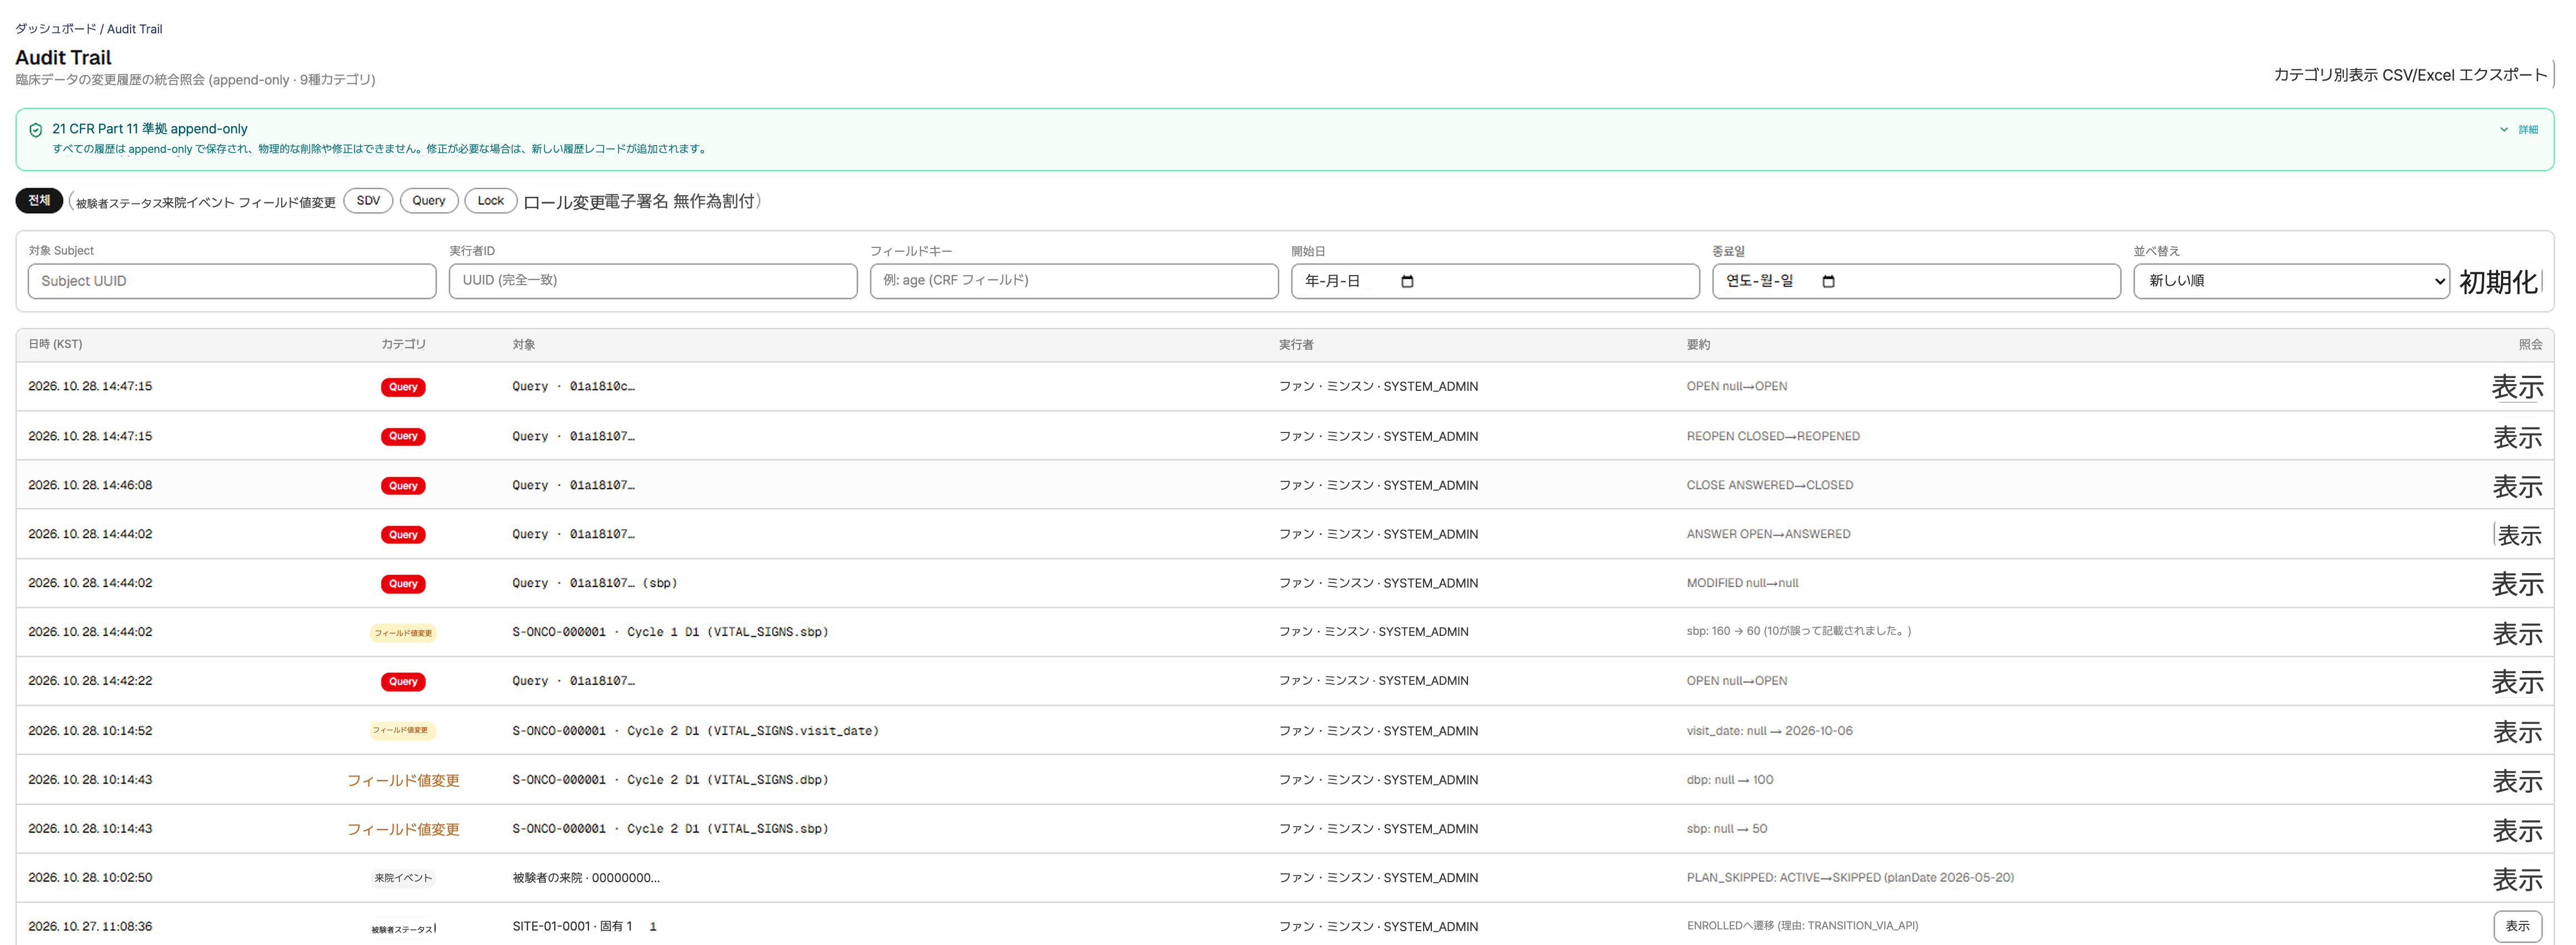 ダッシュボード / Audit Trail
Audit Trail
臨床データの変更履歴の統合照会 (append-only · 9種カテゴリ)
カテゴリ別表示 CSV/Excel エクスポート
21 CFR Part 11 準拠 append-only
詳細
すべての履歴は append-only で保存され、物理的な削除や修正はできません。修正が必要な場合は、新しい履歴レコードが追加されます。
전체 被験者ステータス来院イベント フィールド値変更 SDV Query Lock ロール変更電子署名 無作為割付
対象 Subject 実行者ID フィールドキー 開始日 終了日 並べ替え
Subject UUID UUID (完全一致) 例: age (CRF フィールド) 年-月-日 연도-월-일 新しい順 初期化
日時 (KST) カテゴリ 対象 実行者 要約 照会
2026. 10. 28. 14:47:15 Query Query · 01a1810c… ファン・ミンスン · SYSTEM_ADMIN OPEN null→OPEN 表示
2026. 10. 28. 14:47:15 Query Query · 01a18107… ファン・ミンスン · SYSTEM_ADMIN REOPEN CLOSED→REOPENED 表示
2026. 10. 28. 14:46:08 Query Query · 01a18107… ファン・ミンスン · SYSTEM_ADMIN CLOSE ANSWERED→CLOSED 表示
2026. 10. 28. 14:44:02 Query Query · 01a18107… ファン・ミンスン · SYSTEM_ADMIN ANSWER OPEN→ANSWERED 表示
2026. 10. 28. 14:44:02 Query Query · 01a18107… (sbp) ファン・ミンスン · SYSTEM_ADMIN MODIFIED null→null 表示
2026. 10. 28. 14:44:02 フィールド値変更 S-ONCO-000001 · Cycle 1 D1 (VITAL_SIGNS.sbp) ファン・ミンスン · SYSTEM_ADMIN sbp: 160 → 60 (10が誤って記載されました。) 表示
2026. 10. 28. 14:42:22 Query Query · 01a18107… ファン・ミンスン · SYSTEM_ADMIN OPEN null→OPEN 表示
2026. 10. 28. 10:14:52 フィールド値変更 S-ONCO-000001 · Cycle 2 D1 (VITAL_SIGNS.visit_date) ファン・ミンスン · SYSTEM_ADMIN visit_date: null → 2026-10-06 表示
2026. 10. 28. 10:14:43 フィールド値変更 S-ONCO-000001 · Cycle 2 D1 (VITAL_SIGNS.dbp) ファン・ミンスン · SYSTEM_ADMIN dbp: null → 100 表示
2026. 10. 28. 10:14:43 フィールド値変更 S-ONCO-000001 · Cycle 2 D1 (VITAL_SIGNS.sbp) ファン・ミンスン · SYSTEM_ADMIN sbp: null → 50 表示
2026. 10. 28. 10:02:50 来院イベント 被験者の来院 · 00000000… ファン・ミンスン · SYSTEM_ADMIN PLAN_SKIPPED: ACTIVE→SKIPPED (planDate 2026-05-20) 表示
2026. 10. 27. 11:08:36 被験者ステータス SITE-01-0001 · 固有 1 1 ファン・ミンスン · SYSTEM_ADMIN ENROLLEDへ遷移 (理由: TRANSITION_VIA_API) 表示